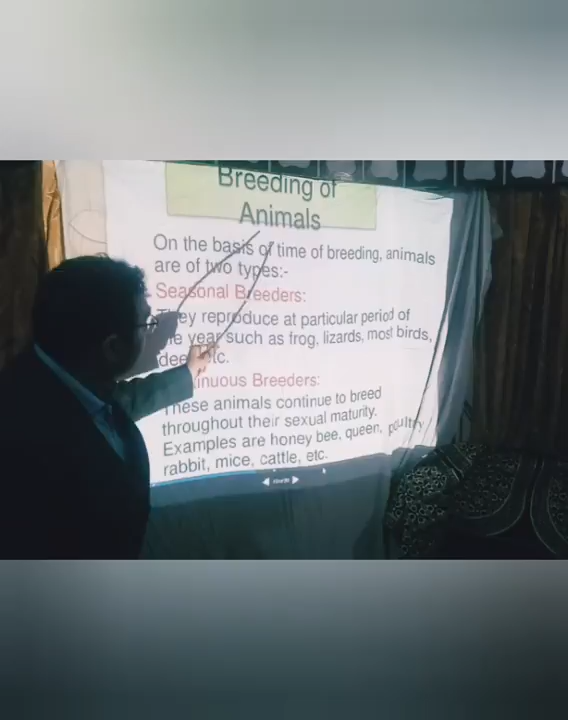 Breeding of
Animals
On the basis of time of breeding, animals
are of two types:-
Seasonal Breeders:
They reproduce at particular period of
year such as frog, lizards, most birds,
Breeders:
These animals continue to breed
throughout their sexual maturity.
Examples are honey bee, queen, poultry
rabbit, mice, cattle, etc.